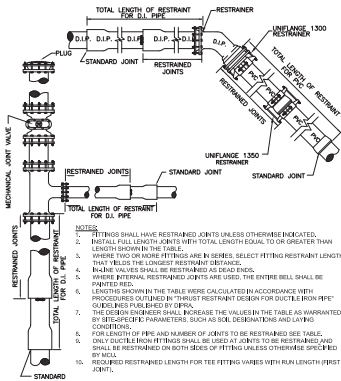 TOTAL LENGTH OF RESTRAINT
FOR D.I. PIPE
RESTRAINER
UNIFLANGE 1300
RESTRAINER
D.I.P.
D.I.P.
D.I.P.
D.I.P.
D.I.P.
PLUG
STANDARD JOINT
RESTRAINED
JOINTS
TOTAL LENGTH OF RESTRAINT
FOR PVC
PVC
PVC
PVC
PVC
RESTRAINED JOINTS
UNIFLANGE 1350
RESTRAINER
STANDARD JOINT
MECHANICAL JOINT VALVE
RESTRAINED JOINTS
STANDARD JOINT
TOTAL LENGTH OF RESTRAINT
FOR D.I. PIPE
RESTRAINED JOINTS
TOTAL LENGTH OF RESTRAINT
FOR D.I. PIPE
STANDARD
NOTES:
1. FITTINGS SHALL HAVE RESTRAINED JOINTS UNLESS OTHERWISE INDICATED.
2. INSTALL FULL LENGTH JOINTS WITH TOTAL LENGTH EQUAL TO OR GREATER THAN
LENGTH SHOWN IN THE TABLE.
3. WHERE TWO OR MORE FITTINGS ARE IN SERIES, SELECT FITTING RESTRAINT LENGTH
THAT YIELDS THE LONGEST RESTRAINT DISTANCE.
4. IN-LINE VALVES SHALL BE RESTRAINED AS DEAD ENDS.
5. WHERE INTERNAL RESTRAINED JOINTS ARE USED, THE ENTIRE BELL SHALL BE
PAINTED RED.
6. LENGTHS SHOWN IN THE TABLE WERE CALCULATED IN ACCORDANCE WITH
PROCEDURES OUTLINED IN "THRUST RESTRAINT DESIGN FOR DUCTILE IRON PIPE"
GUIDELINES PUBLISHED BY DIPRA.
7. THE DESIGN ENGINEER SHALL INCREASE THE VALUES IN THE TABLE AS WARRANTED
BY SITE-SPECIFIC PARAMETERS, SUCH AS SOIL DESIGNATIONS AND LAYING
CONDITIONS.
8. FOR LENGTH OF PIPE AND NUMBER OF JOINTS TO BE RESTRAINED SEE TABLE.
9. ONLY DUCTILE IRON FITTINGS SHALL BE USED AT JOINTS TO BE RESTRAINED AND
SHALL BE RESTRAINED ON BOTH SIDES OF FITTING UNLESS OTHERWISE SPECIFIED
BY MCU.
10. REQUIRED RESTRAINED LENGTH FOR TEE FITTING VARIES WITH RUN LENGTH (FIRST
JOINT).